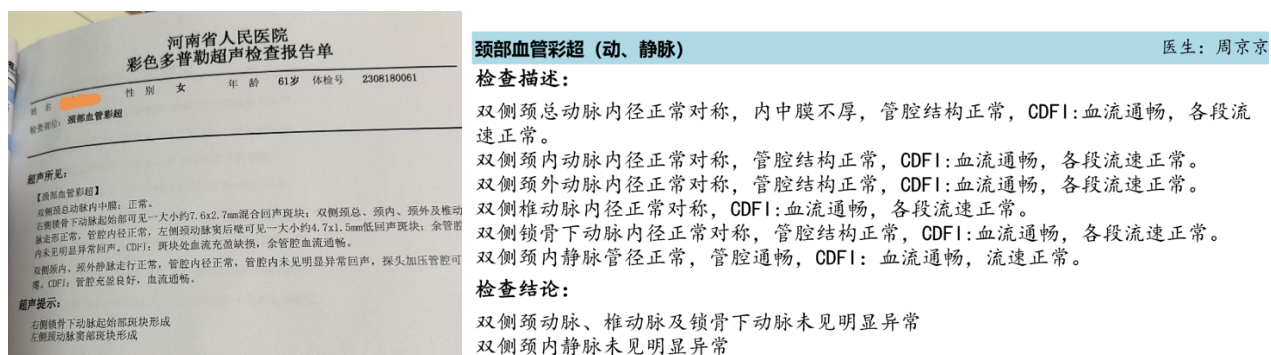 河南省人民医院
彩色多普勒超声检查报告单
姓 名 性 别 女 年 龄 61岁 体检号 2308180061
检查部位: 颈部血管彩超
超声所见:
【颈部血管彩超】
双侧颈总动脉内中膜:正常。
右侧锁骨下动脉起始部可见一大小约7.6x2.7mm混合回声斑块;双侧颈总、颈内、颈外及椎动
脉走形正常,管腔内径正常,左侧颈动脉窦后壁可见一大小约4.7x1.5mm低回声斑块;余管腔
内未见明显异常回声。CDFI:斑块处血流充盈缺损,余管腔血流通畅。
双侧颈内、颈外静脉走行正常,管腔内径正常,管腔内未见明显异常回声,探头加压管腔可
瘪。CDFI:管腔充盈良好,血流通畅。
超声提示:
右侧锁骨下动脉起始部斑块形成
左侧颈动脉窦部斑块形成
颈部血管彩超(动、静脉) 医生:周京京
检查描述:
双侧颈总动脉内径正常对称,内中膜不厚,管腔结构正常,CDFI:血流通畅,各段流
速正常。
双侧颈内动脉内径正常对称,管腔结构正常,CDFI:血流通畅,各段流速正常。
双侧颈外动脉内径正常对称,管腔结构正常,CDFI:血流通畅,各段流速正常。
双侧椎动脉内径正常对称,CDFI:血流通畅,各段流速正常。
双侧锁骨下动脉内径正常对称,管腔结构正常,CDFI:血流通畅,各段流速正常。
双侧颈内静脉管径正常,管腔通畅,CDFI: 血流通畅,流速正常。
检查结论:
双侧颈动脉、椎动脉及锁骨下动脉未见明显异常
双侧颈内静脉未见明显异常